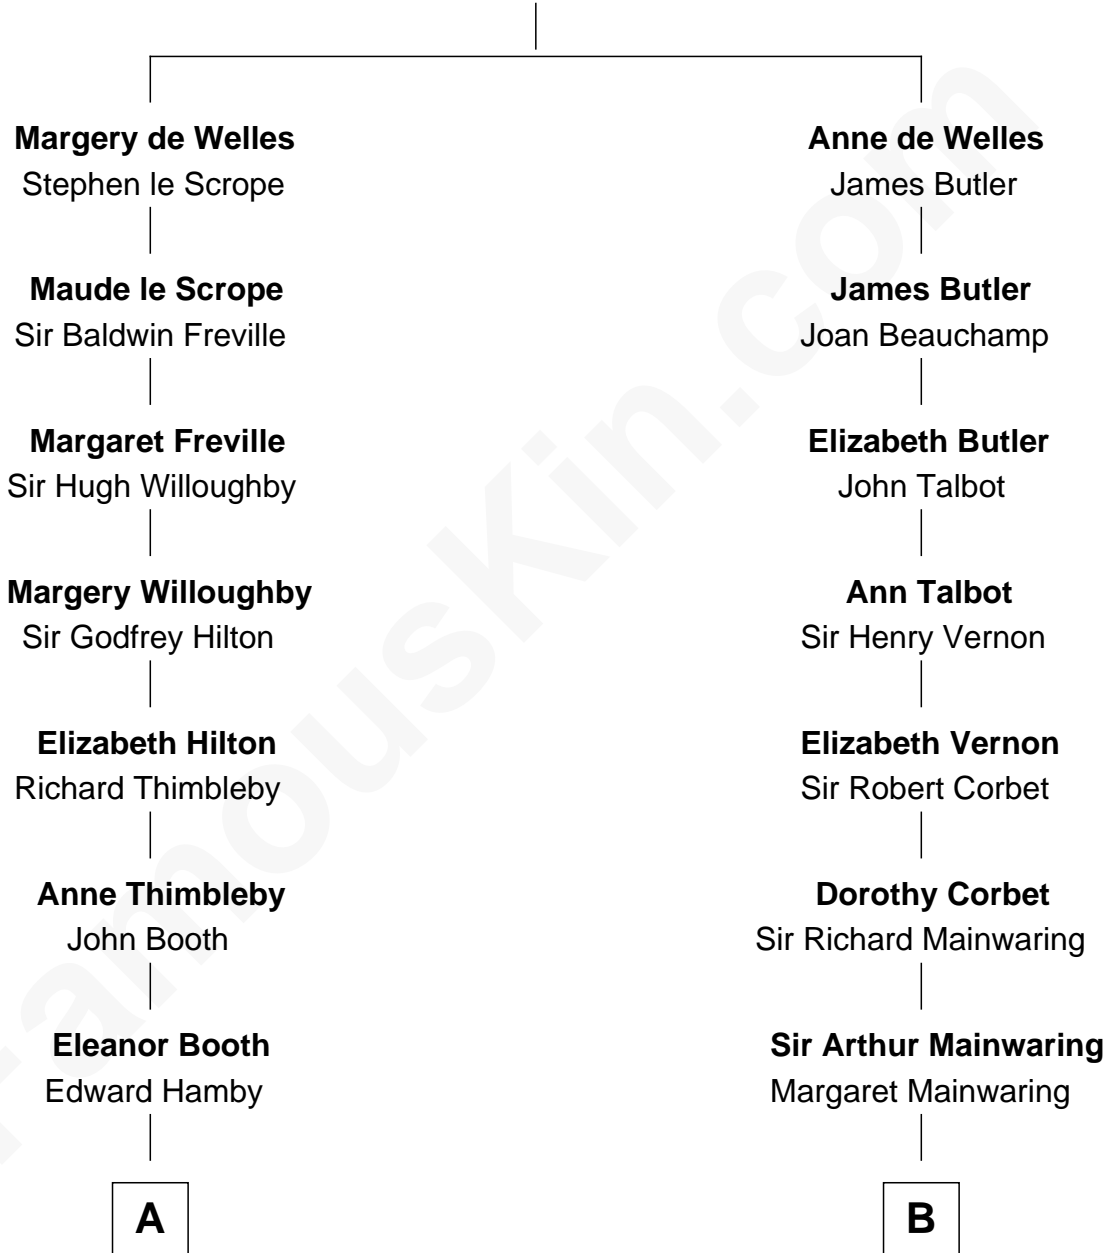 Margery de Welles
Stephen le Scrope
Maude le Scrope
Sir Baldwin Freville
Margaret Freville
Sir Hugh Willoughby
Margery Willoughby
Sir Godfrey Hilton
Elizabeth Hilton
Richard Thimbleby
Anne Thimbleby
John Booth
Eleanor Booth
Edward Hamby
A
Anne de Welles
James Butler
James Butler
Joan Beauchamp
Elizabeth Butler
John Talbot
Ann Talbot
Sir Henry Vernon
Elizabeth Vernon
Sir Robert Corbet
Dorothy Corbet
Sir Richard Mainwaring
Sir Arthur Mainwaring
Margaret Mainwaring
B
FamousKin.com